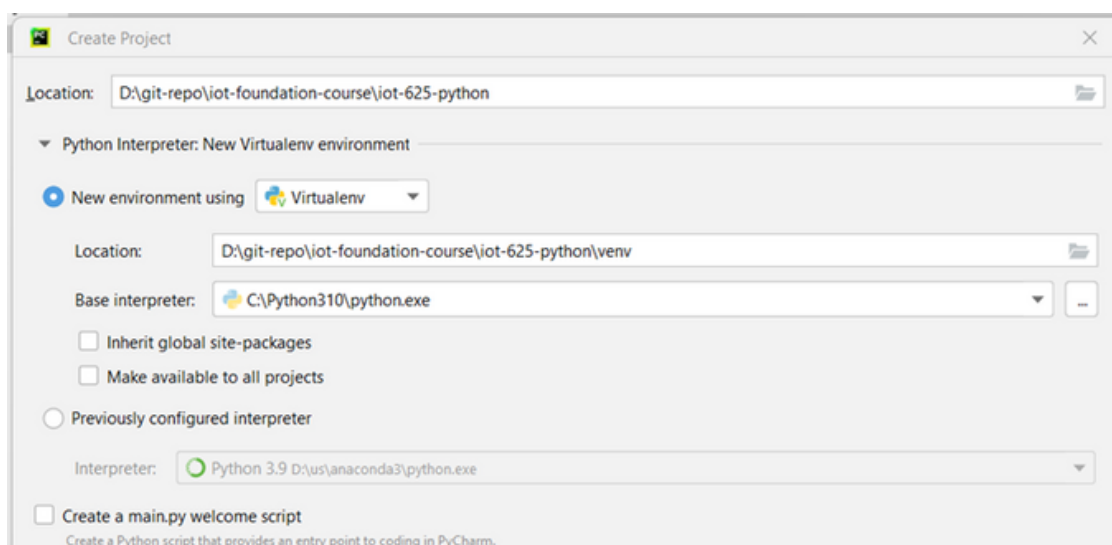 Create Project
Location: D:\git-repo\iot-foundation-course\iot-625-python
Python Interpreter: New Virtualenv environment
New environment using Virtualenv
Location: D:\git-repo\iot-foundation-course\iot-625-python\venv
Base interpreter: C:\Python310\python.exe ...
Inherit global site-packages
Make available to all projects
Previously configured interpreter
Interpreter: Python 3.9 D:\us\anaconda3\python.exe
Create a main.py welcome script
Create a Python script that provides an entry point to coding in PyCharm.